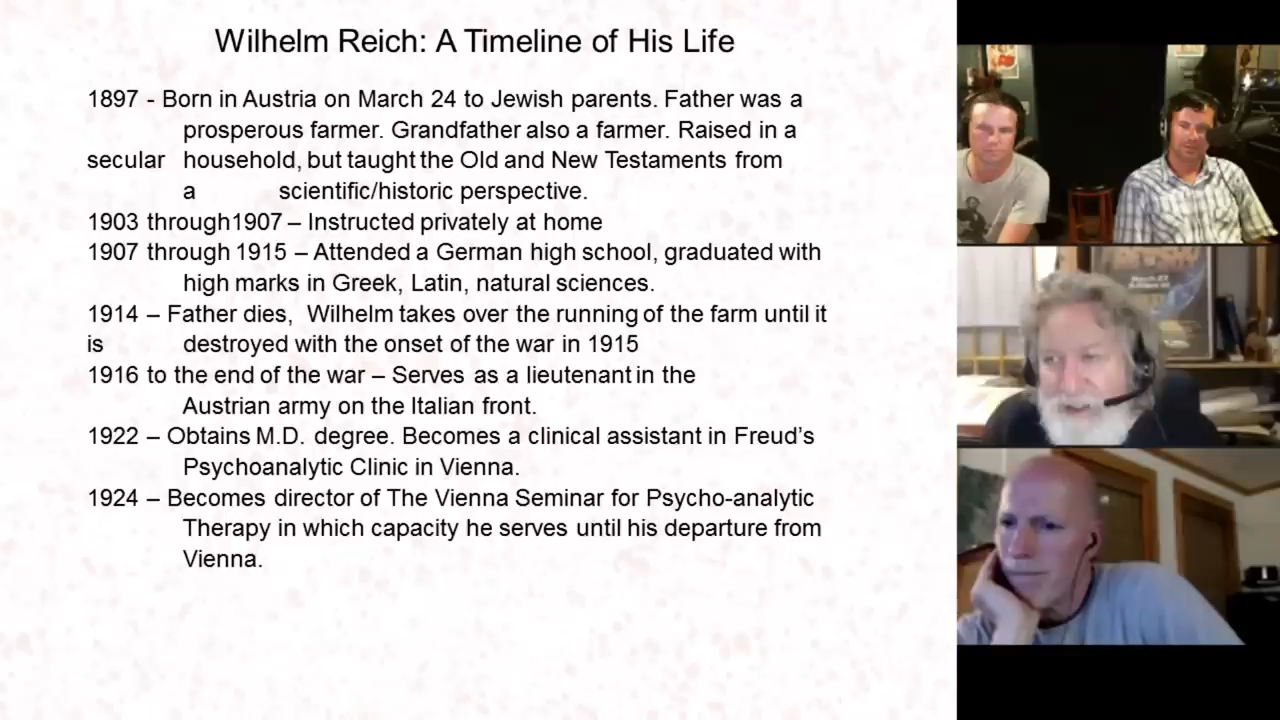 Wilhelm Reich: A Timeline of His Life
1897 - Born in Austria on March 24 to Jewish parents. Father was a
prosperous farmer. Grandfather also a farmer. Raised in a
secular household, but taught the Old and New Testaments from
a scientific/historic perspective.
1903 through1907 – Instructed privately at home
1907 through 1915 – Attended a German high school, graduated with
high marks in Greek, Latin, natural sciences.
1914 – Father dies, Wilhelm takes over the running of the farm until it
is destroyed with the onset of the war in 1915
1916 to the end of the war – Serves as a lieutenant in the
Austrian army on the Italian front.
1922 – Obtains M.D. degree. Becomes a clinical assistant in Freud’s
Psychoanalytic Clinic in Vienna.
1924 – Becomes director of The Vienna Seminar for Psycho-analytic
Therapy in which capacity he serves until his departure from
Vienna.